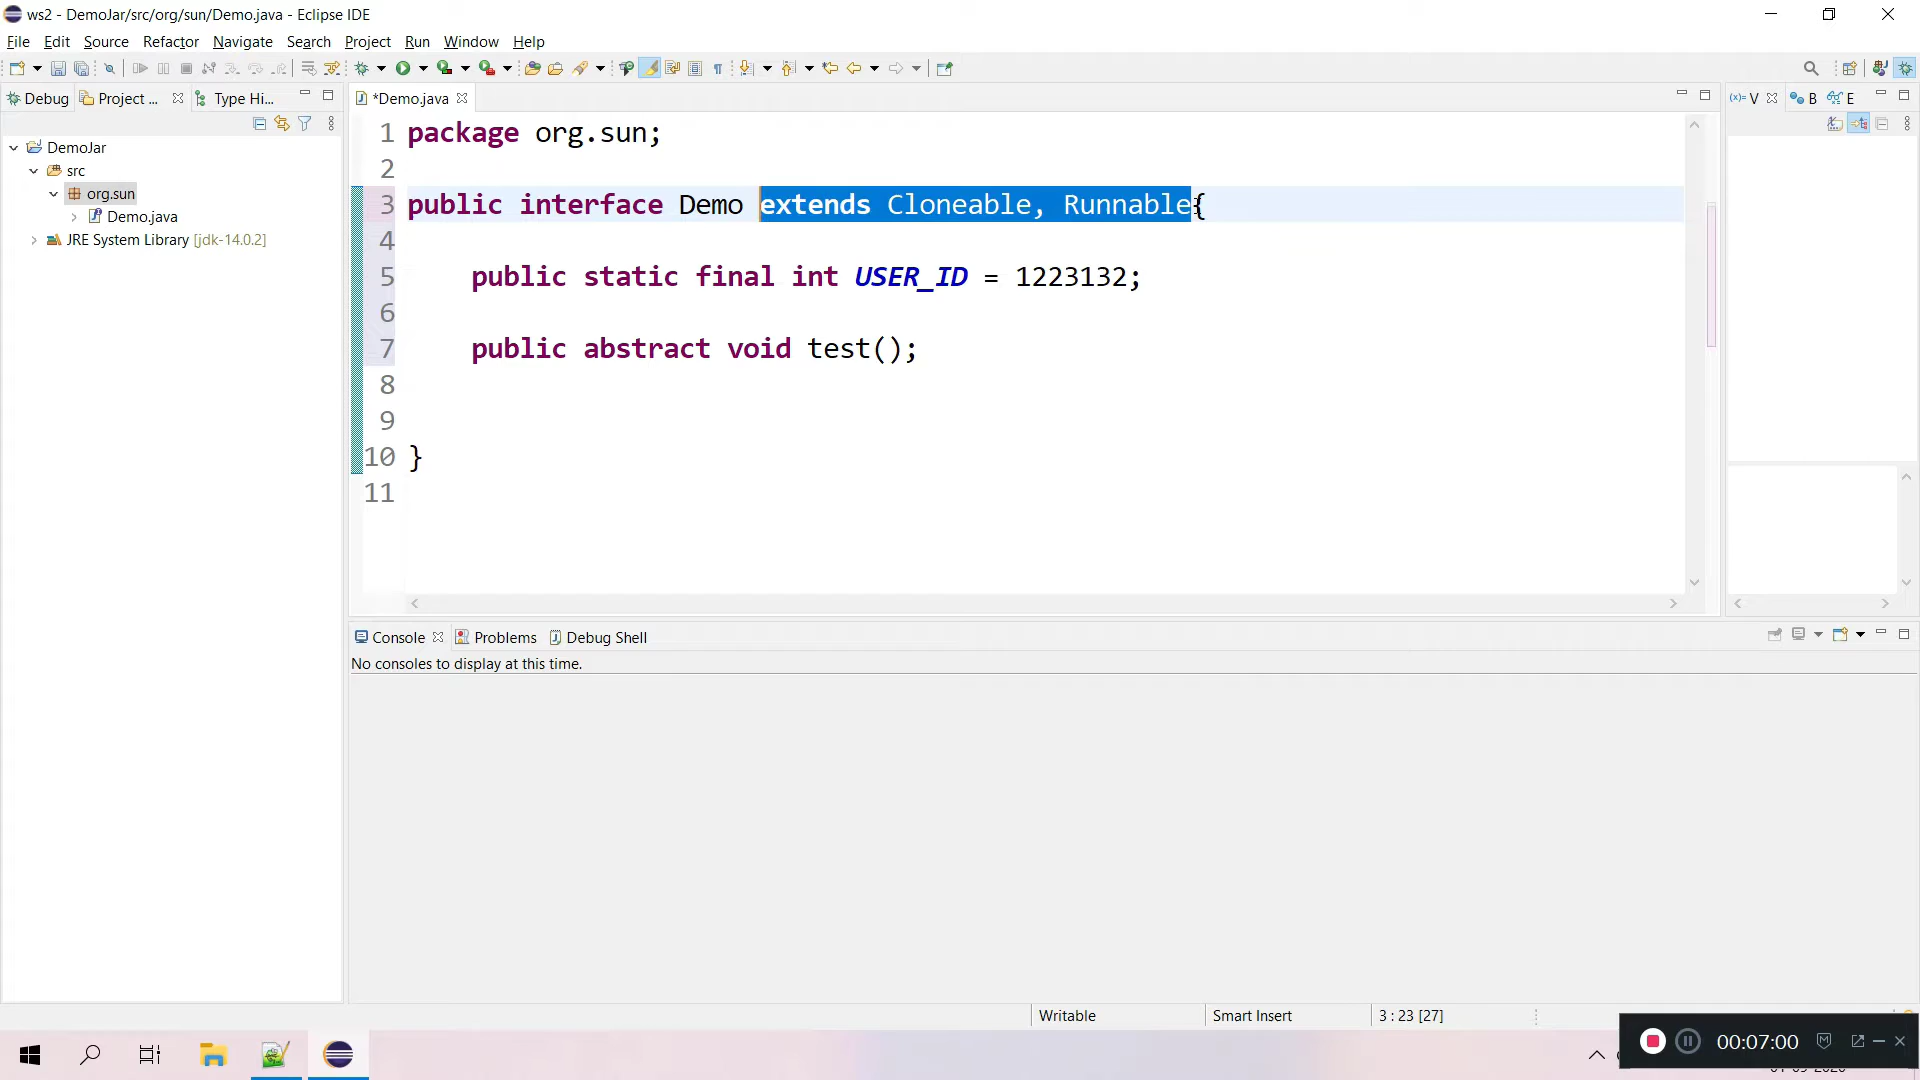 ws2 - DemoJar/src/org/sun/Demo.java - Eclipse IDE
File Edit Source Refactor Navigate Search Project Run Window Help
Debug Project ... Type Hi... *Demo.java (x)= V B E
DemoJar
src
org.sun
Demo.java
JRE System Library [jdk-14.0.2]
1 package org.sun;
2
3 public interface Demo extends Cloneable, Runnable{
4
5 public static final int USER_ID = 1223132;
6
7 public abstract void test();
8
9
10 }
11
Console Problems Debug Shell
No consoles to display at this time.
Writable Smart Insert 3 : 23 [27]
00:07:00